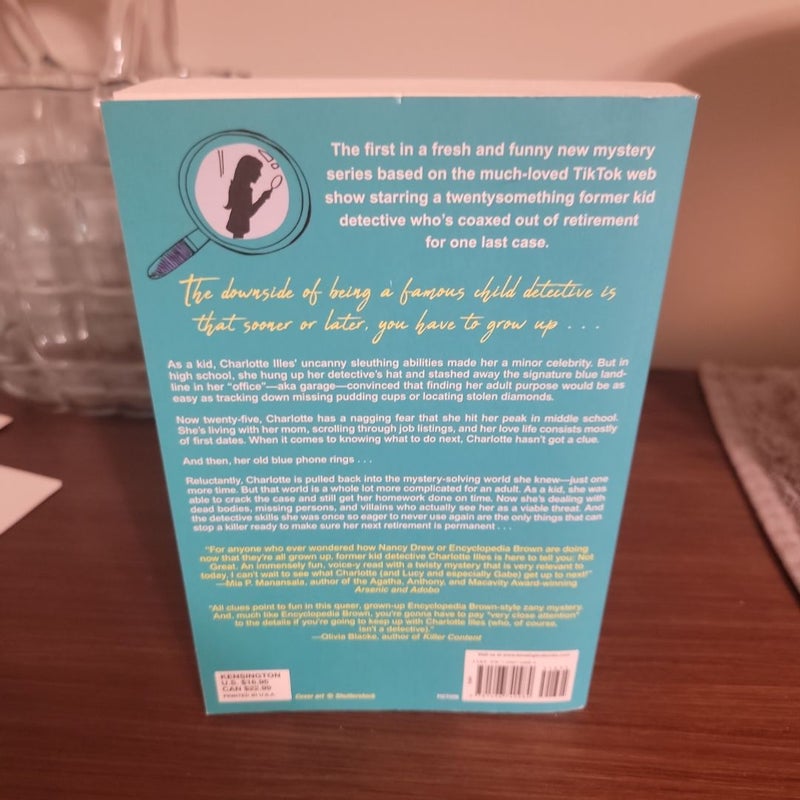 The first in a fresh and funny new mystery
series based on the much-loved TikTok web
show starring a twentysomething former kid
detective who's coaxed out of retirement
for one last case.
The downside of being a famous child detective is
that sooner or later, you have to grow up . . .
As a kid, Charlotte Illes' uncanny sleuthing abilities made her a minor celebrity. But in
high school, she hung up her detective's hat and stashed away the signature blue land-
line in her "office"—aka garage—convinced that finding her adult purpose would be as
easy as tracking down missing pudding cups or locating stolen diamonds.
Now twenty-five, Charlotte has a nagging fear that she hit her peak in middle school.
She's living with her mom, scrolling through job listings, and her love life consists mostly
of first dates. When it comes to knowing what to do next, Charlotte hasn't got a clue.
And then, her old blue phone rings . . .
Reluctantly, Charlotte is pulled back into the mystery-solving world she knew—just one
more time. But that world is a whole lot more complicated for an adult. As a kid, she was
able to crack the case and still get her homework done on time. Now she's dealing with
dead bodies, missing persons, and villains who actually see her as a viable threat. And
the detective skills she was once so eager to never use again are the only things that can
stop a killer ready to make sure her next retirement is permanent . . .
"For anyone who ever wondered how Nancy Drew or Encyclopedia Brown are doing
now that they're all grown up, former kid detective Charlotte Illes is here to tell you: Not
Great. An immensely fun, voice-y read with a twisty mystery that is very relevant to
today, I can't wait to see what Charlotte (and Lucy and especially Gabe) get up to next!"
—Mia P. Manansala, author of the Agatha, Anthony, and Macavity Award-winning
Arsenic and Adobo
"All clues point to fun in this queer, grown-up Encyclopedia Brown-style zany mystery.
And, much like Encyclopedia Brown, you're gonna have to pay *very close attention*
to the details if you're going to keep up with Charlotte Illes (who, of course,
isn't a detective)."
—Olivia Blacke, author of Killer Content
KENSINGTON
U.S. $16.95
CAN $22.99
PRINTED IN U.S.A.
Cover art © Shutterstock
FICTION
Visit us at www.kensingtonbooks.com